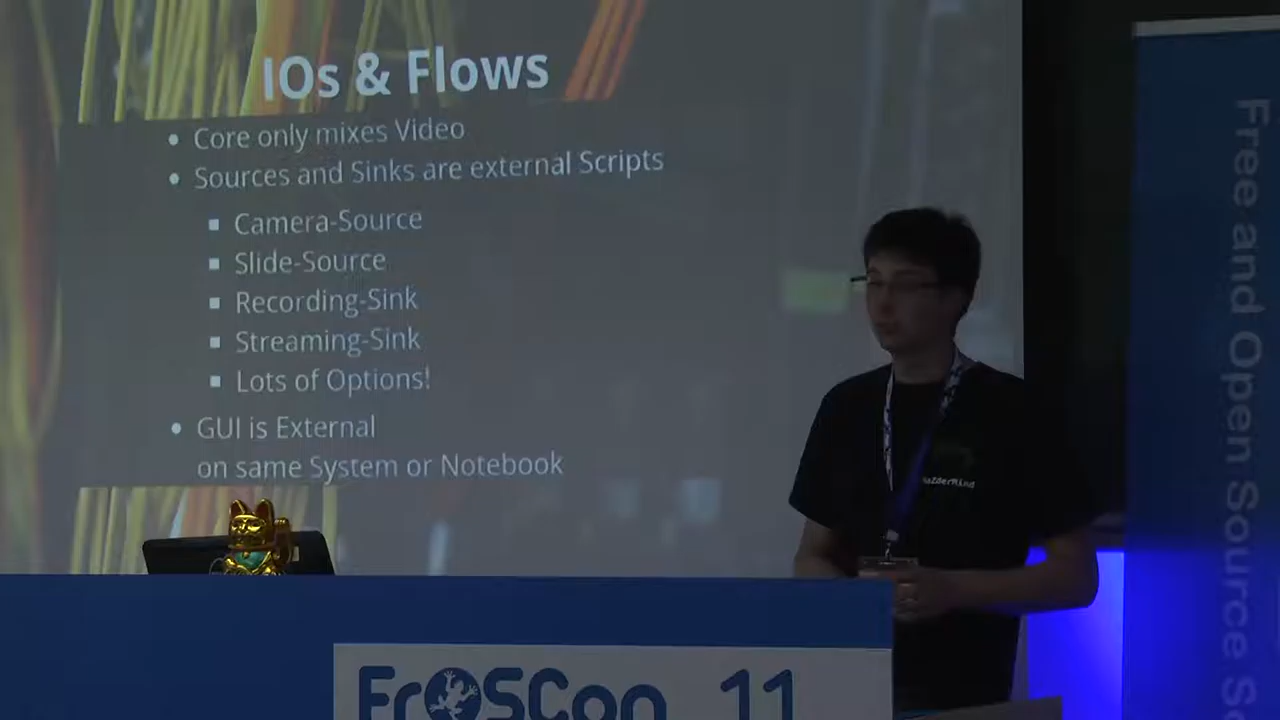 IOs & Flows
Core only mixes Video
Sources and Sinks are external Scripts
Camera-Source
Slide-Source
Recording-Sink
Streaming-Sink
Lots of Options!
GUI is External
on same System or Notebook
FrOSCon 11
Free and Open Source